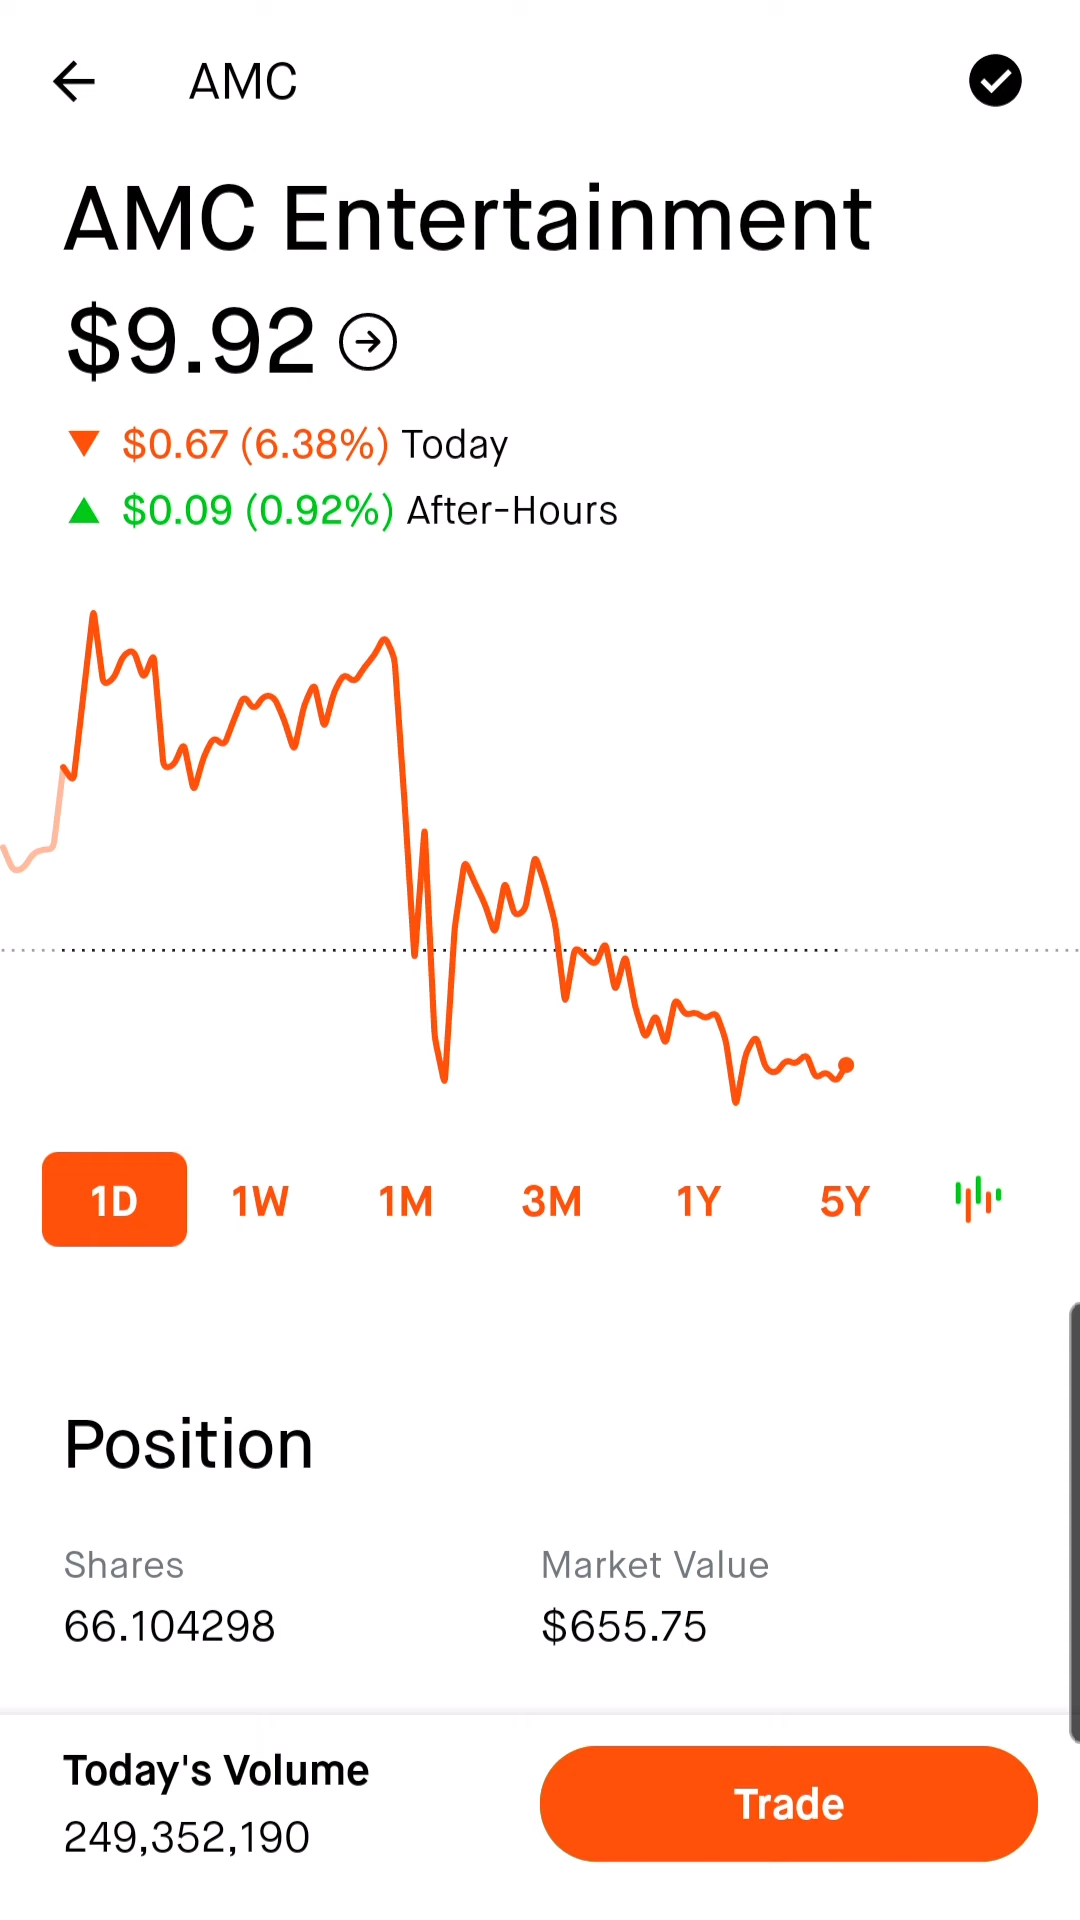 AMC
AMC Entertainment
$9.92
▼ $0.67 (6.38%) Today
▲ $0.09 (0.92%) After-Hours
1D 1W 1M 3M 1Y 5Y
Position
Shares Market Value
66.104298 $655.75
Today's Volume
249,352,190
Trade